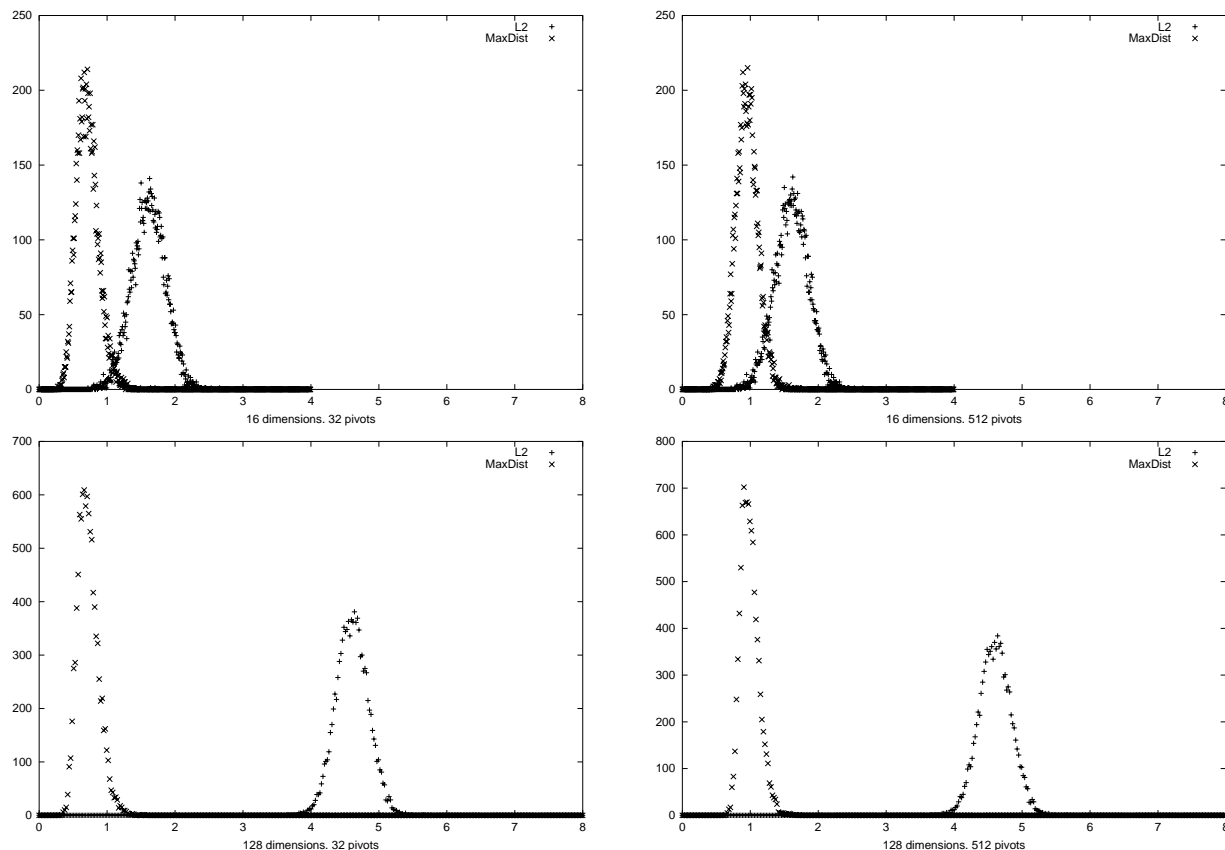 250
200
150
100
50
0
0 1 2 3 4 5 6 7 8
16 dimensions. 32 pivots
L2 +
MaxDist ×
250
200
150
100
50
0
0 1 2 3 4 5 6 7 8
16 dimensions. 512 pivots
L2 +
MaxDist ×
700
600
500
400
300
200
100
0
0 1 2 3 4 5 6 7 8
128 dimensions. 32 pivots
L2 +
MaxDist ×
800
700
600
500
400
300
200
100
0
0 1 2 3 4 5 6 7 8
128 dimensions. 512 pivots
L2 +
MaxDist ×